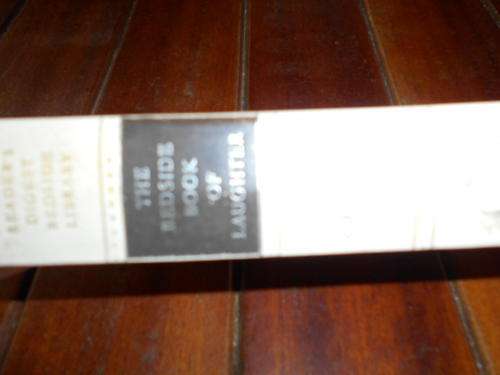 READER'S
DIGEST
BEDSIDE
LIBRARY
THE
BEDSIDE
BOOK
OF
LAUGHTER